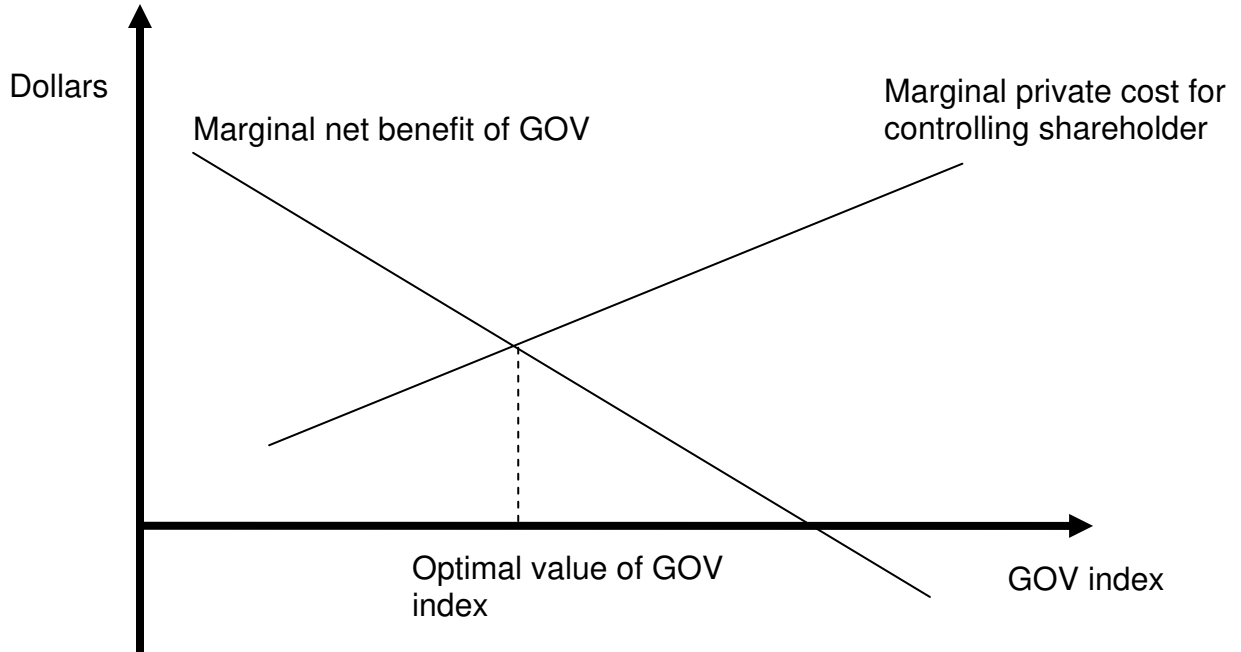 Dollars
Marginal net benefit of GOV
Marginal private cost for
controlling shareholder
Optimal value of GOV
index
GOV index